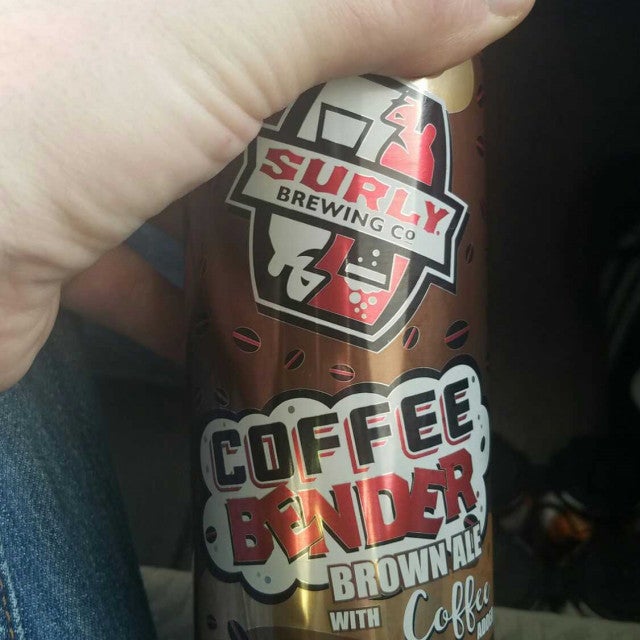 SURLY
BREWING CO
COFFEE
BENDER
BROWN ALE
WITH Coffee